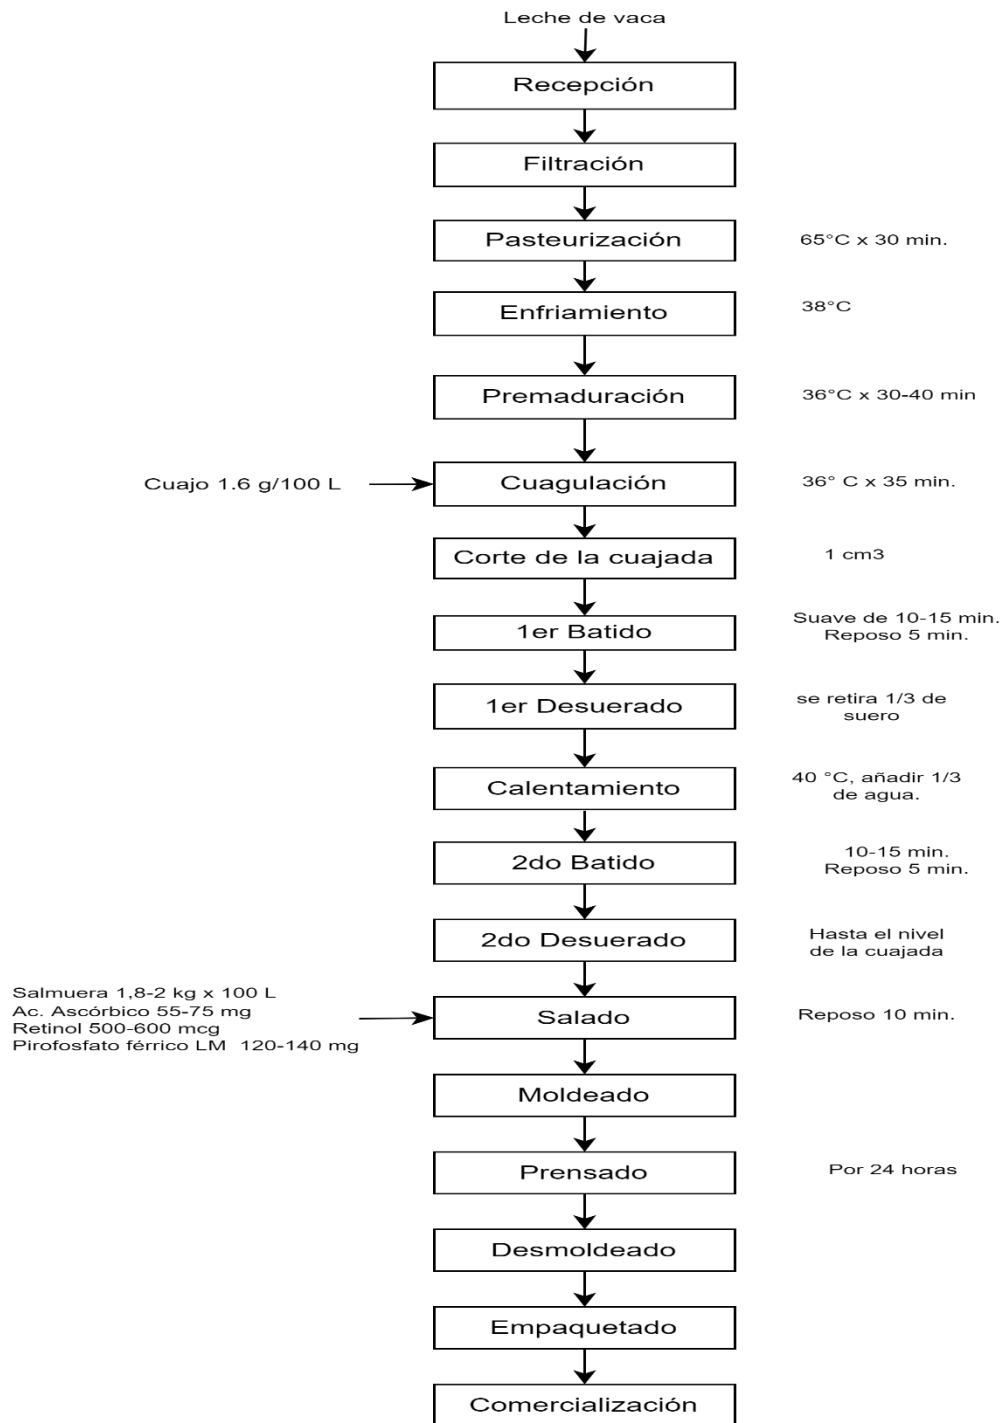 Leche de vaca
Recepción
Filtración
Pasteurización
65°C x 30 min.
Enfriamiento
38°C
Premaduración
36°C x 30-40 min
Cuajo 1.6 g/100 L
Cuagulación
36° C x 35 min.
Corte de la cuajada
1 cm3
1er Batido
Suave de 10-15 min.
Reposo 5 min.
1er Desuerado
se retira 1/3 de
suero
Calentamiento
40 °C, añadir 1/3
de agua.
2do Batido
10-15 min.
Reposo 5 min.
2do Desuerado
Hasta el nivel
de la cuajada
Salmuera 1,8-2 kg x 100 L
Ac. Ascórbico 55-75 mg
Retinol 500-600 mcg
Pirofosfato férrico LM 120-140 mg
Salado
Reposo 10 min.
Moldeado
Prensado
Por 24 horas
Desmoldeado
Empaquetado
Comercialización